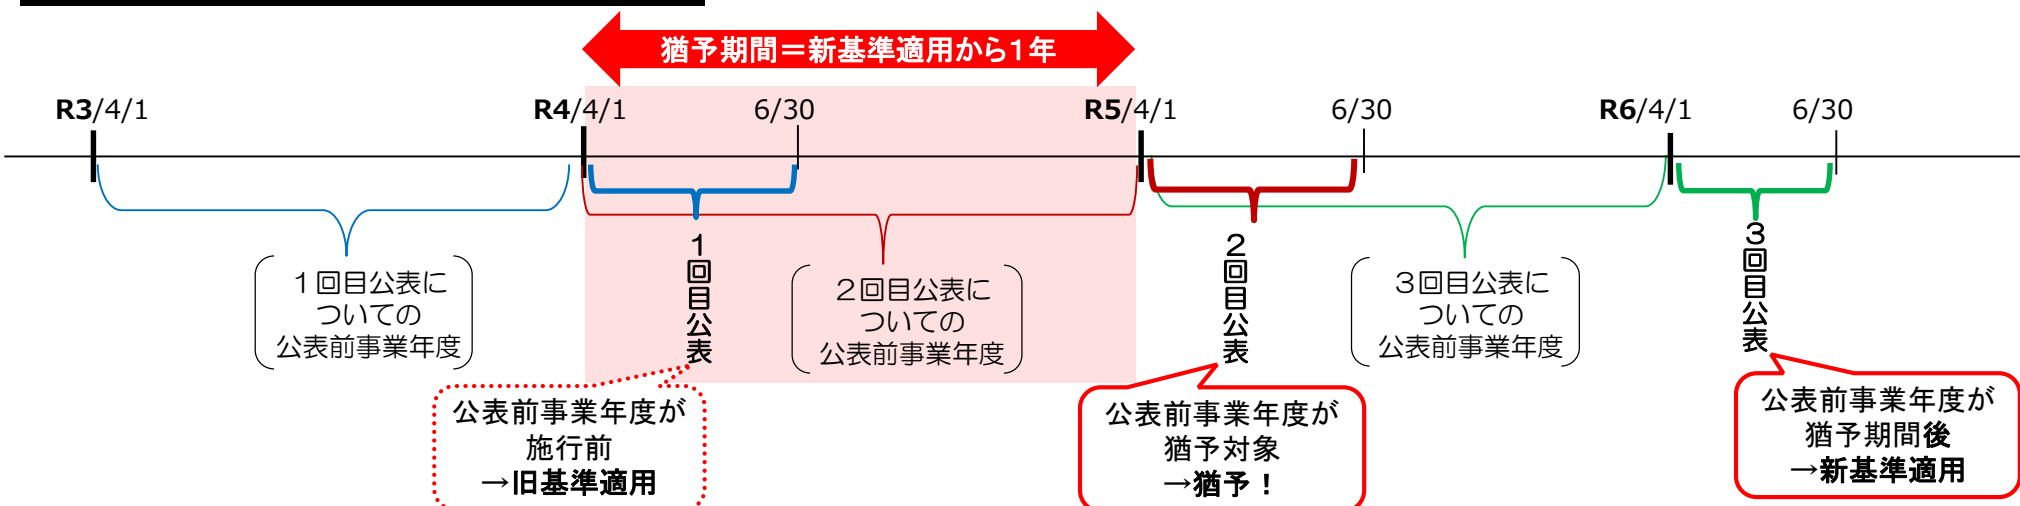 猶予期間＝新基準適用から１年
R3/4/1
R4/4/1
6/30
R5/4/1
6/30
R6/4/1
6/30
１回目公表に
ついての
公表前事業年度
１回目公表
２回目公表に
ついての
公表前事業年度
２回目公表
３回目公表に
ついての
公表前事業年度
３回目公表
公表前事業年度が
施行前
→旧基準適用
公表前事業年度が
猶予対象
→猶予！
公表前事業年度が
猶予期間後
→新基準適用